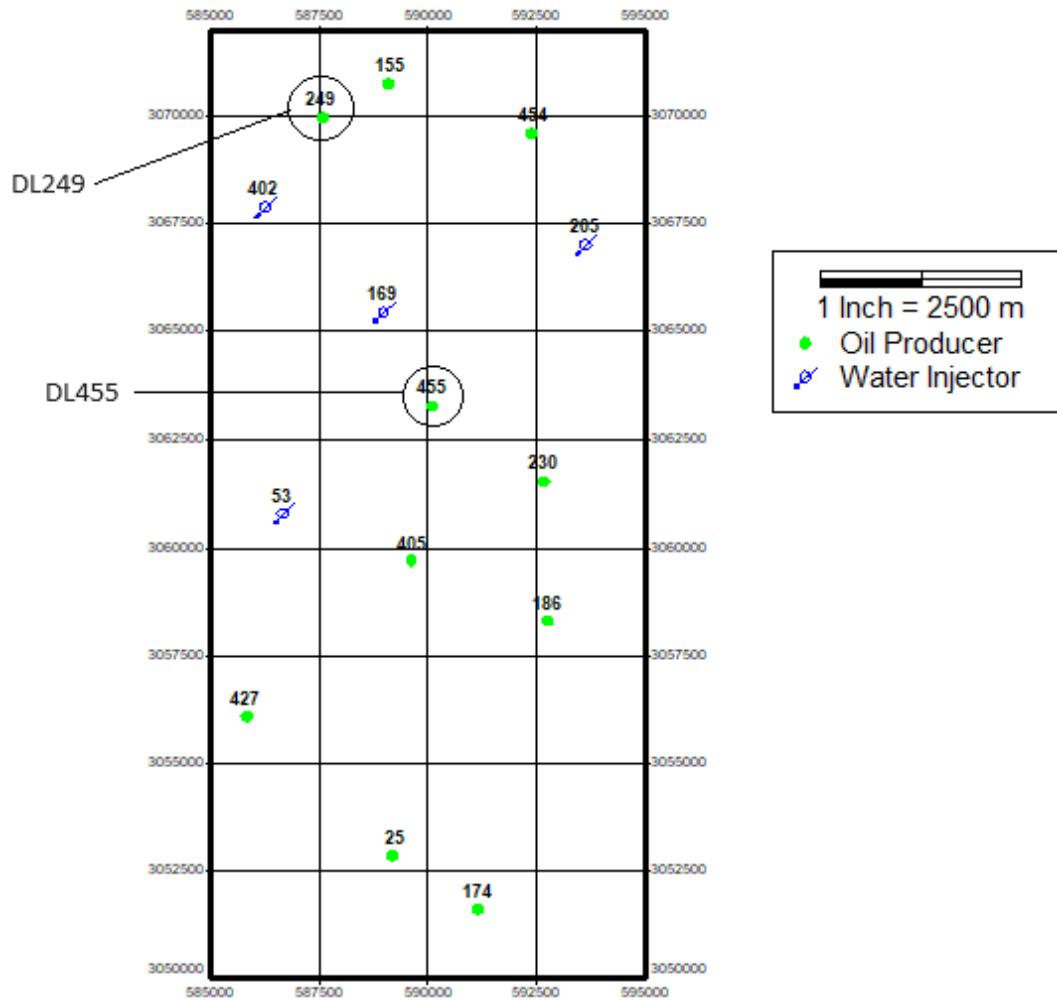 585000 587500 590000 592500 595000
155
249
3070000 454 3070000
DL249
402
3067500 3067500
205
169
3065000 3065000
DL455 455
3062500 3062500
230
53
3060000 405 3060000
186
3057500 3057500
427
3055000 3055000
25
3052500 3052500
174
3050000 3050000
585000 587500 590000 592500 595000
1 Inch = 2500 m
Oil Producer
Water Injector